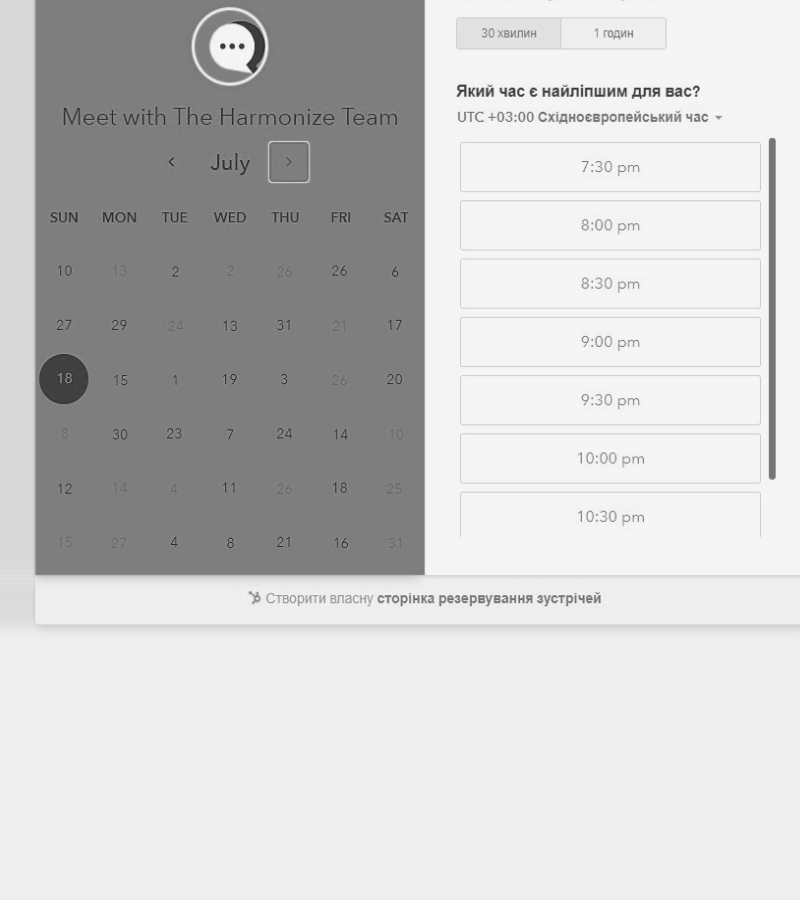 Meet with The Harmonize Team
July
SUN MON TUE WED THU FRI SAT
10 13 2 2 26 26 6
27 29 24 13 31 21 17
18 15 1 19 3 26 20
8 30 23 7 24 14 10
12 14 4 11 26 18 25
15 27 4 8 21 16 31
30 хвилин 1 годин
Який час є найліпшим для вас?
UTC +03:00 Східноєвропейський час
7:30 pm
8:00 pm
8:30 pm
9:00 pm
9:30 pm
10:00 pm
10:30 pm
Створити власну сторінка резервування зустрічей